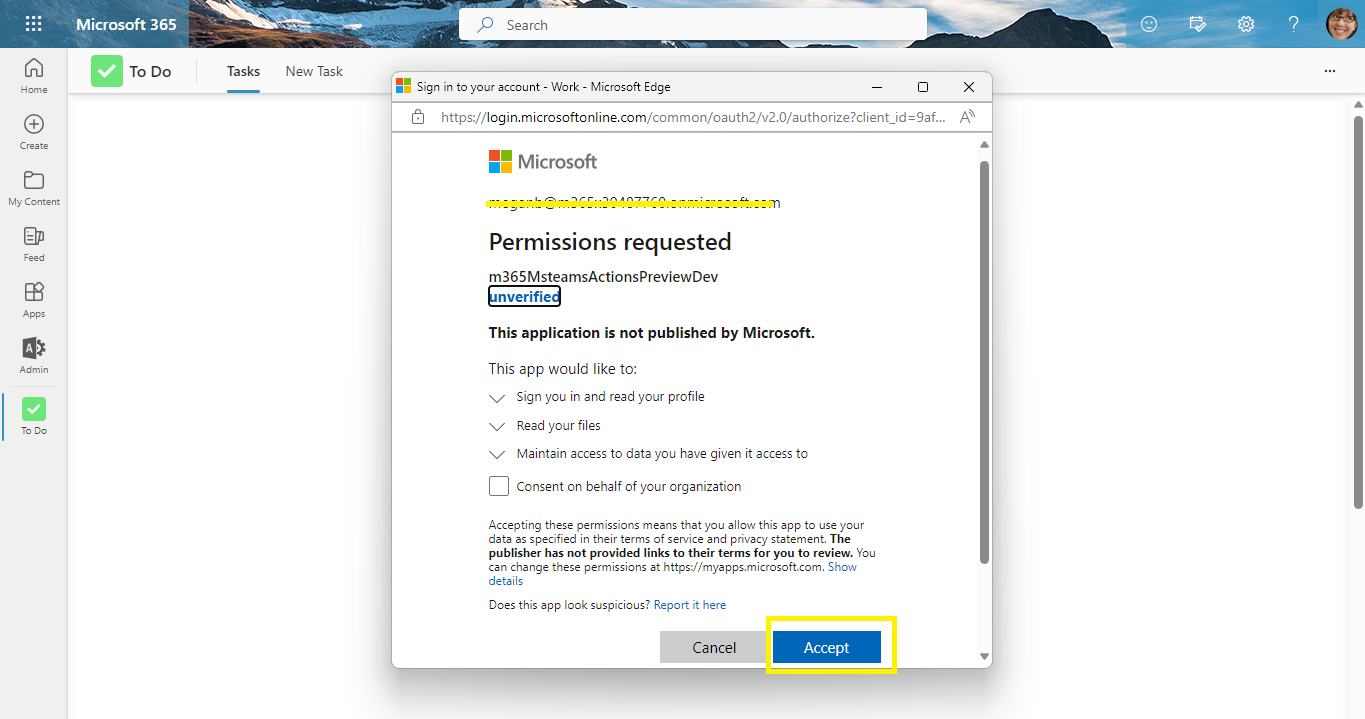 Microsoft 365
Search
Home
Create
My Content
Feed
Apps
Admin
To Do
To Do
Tasks
New Task
Sign in to your account - Work - Microsoft Edge
https://login.microsoftonline.com/common/oauth2/v2.0/authorize?client_id=9af...
Microsoft
Permissions requested
m365MsteamsActionsPreviewDev
unverified
This application is not published by Microsoft.
This app would like to:
Sign you in and read your profile
Read your files
Maintain access to data you have given it access to
Consent on behalf of your organization
Accepting these permissions means that you allow this app to use your
data as specified in their terms of service and privacy statement. The
publisher has not provided links to their terms for you to review. You
can change these permissions at https://myapps.microsoft.com. Show
details
Does this app look suspicious? Report it here
Cancel
Accept